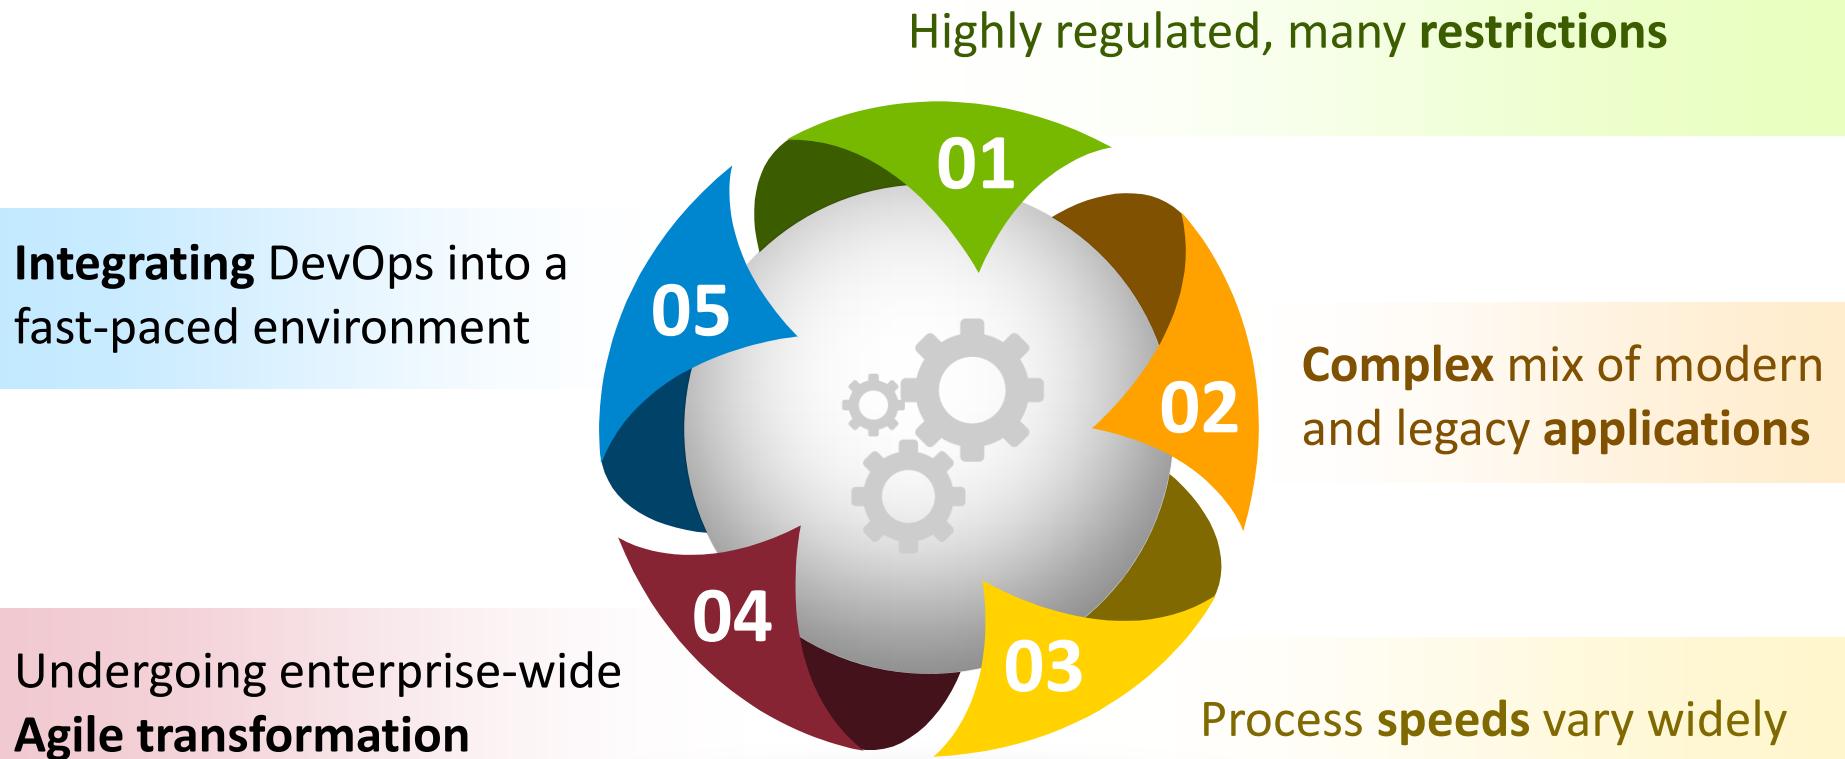 Highly regulated, many restrictions
01
Complex mix of modern
and legacy applications
02
Process speeds vary widely
03
Undergoing enterprise-wide
Agile transformation
04
Integrating DevOps into a
fast-paced environment
05